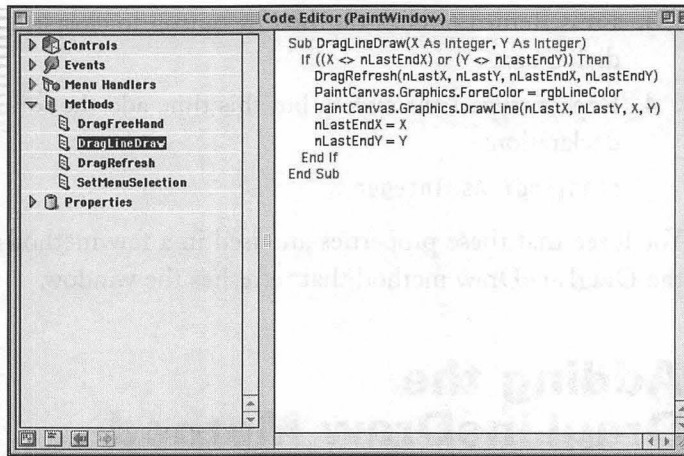 Code Editor (PaintWindow)
Controls
Events
Menu Handlers
Methods
DragFreeHand
DragLineDraw
DragRefresh
SetMenuSelection
Properties
Sub DragLineDraw(X As Integer, Y As Integer)
If ((X <> nLastEndX) or (Y <> nLastEndY)) Then
DragRefresh(nLastX, nLastY, nLastEndX, nLastEndY)
PaintCanvas.Graphics.ForeColor = rgbLineColor
PaintCanvas.Graphics.DrawLine(nLastX, nLastY, X, Y)
nLastEndX = X
nLastEndY = Y
End If
End Sub